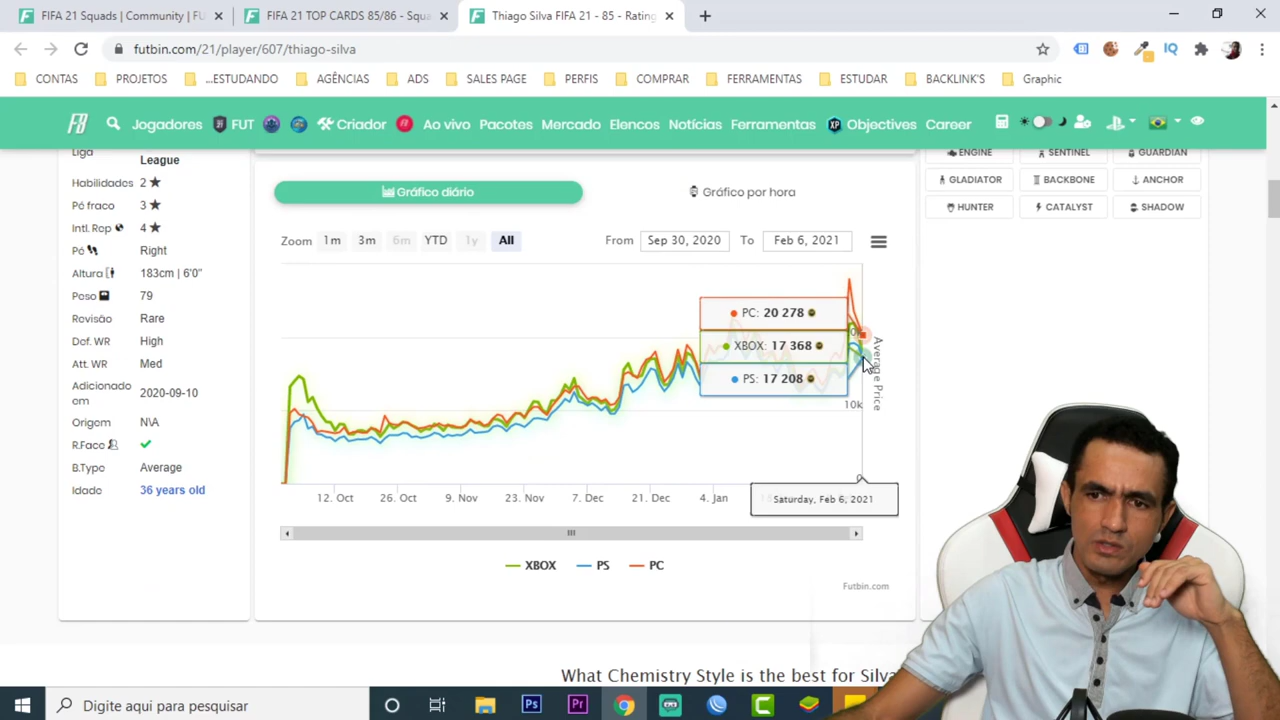 FIFA 21 Squads | Community | FU
FIFA 21 TOP CARDS 85/86 - Squa
Thiago Silva FIFA 21 - 85 - Rating
futbin.com/21/player/607/thiago-silva
IQ
CONTAS
PROJETOS
...ESTUDANDO
AGÊNCIAS
ADS
SALES PAGE
PERFIS
COMPRAR
FERRAMENTAS
ESTUDAR
BACKLINK'S
Graphic
FB
Jogadores
FUT
Criador
Ao vivo
Pacotes
Mercado
Elencos
Notícias
Ferramentas
XP
Objectives
Career
Liga
League
Habilidades 2
Pé fraco 3
Intl. Rep 4
Pé Right
Altura 183cm | 6'0"
Peso 79
Revisão Rare
Def. WR High
Att. WR Med
Adicionado em 2020-09-10
Origem N\A
R.Face
B.Type Average
Idade 36 years old
Gráfico diário
Gráfico por hora
Zoom 1m 3m 6m YTD 1y All
From Sep 30, 2020 To Feb 6, 2021
PC: 20 278
XBOX: 17 368
PS: 17 208
10k
0
Average Price
12. Oct 26. Oct 9. Nov 23. Nov 7. Dec 21. Dec 4. Jan
Saturday, Feb 6, 2021
XBOX PS PC
Futbin.com
ENGINE SENTINEL GUARDIAN
GLADIATOR BACKBONE ANCHOR
HUNTER CATALYST SHADOW
What Chemistry Style is the best for Silva
Digite aqui para pesquisar
Ps
Pr
C